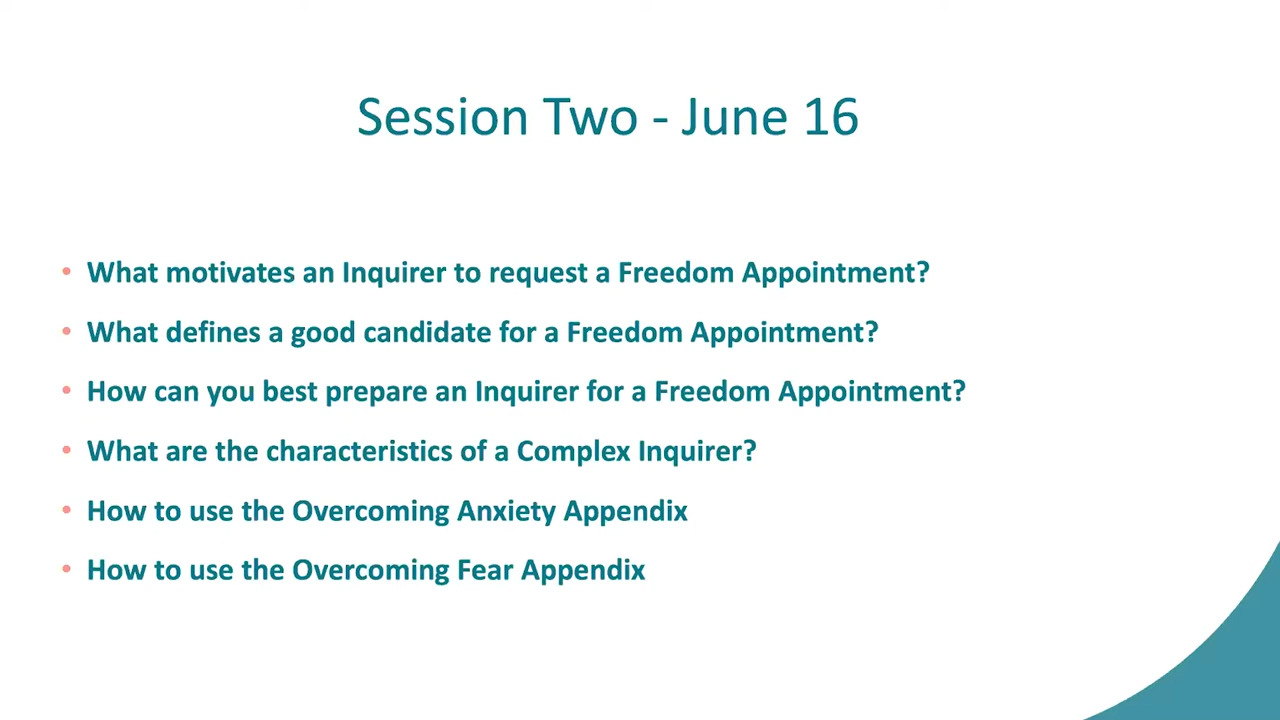 Session Two - June 16
• What motivates an Inquirer to request a Freedom Appointment?
• What defines a good candidate for a Freedom Appointment?
• How can you best prepare an Inquirer for a Freedom Appointment?
• What are the characteristics of a Complex Inquirer?
• How to use the Overcoming Anxiety Appendix
• How to use the Overcoming Fear Appendix